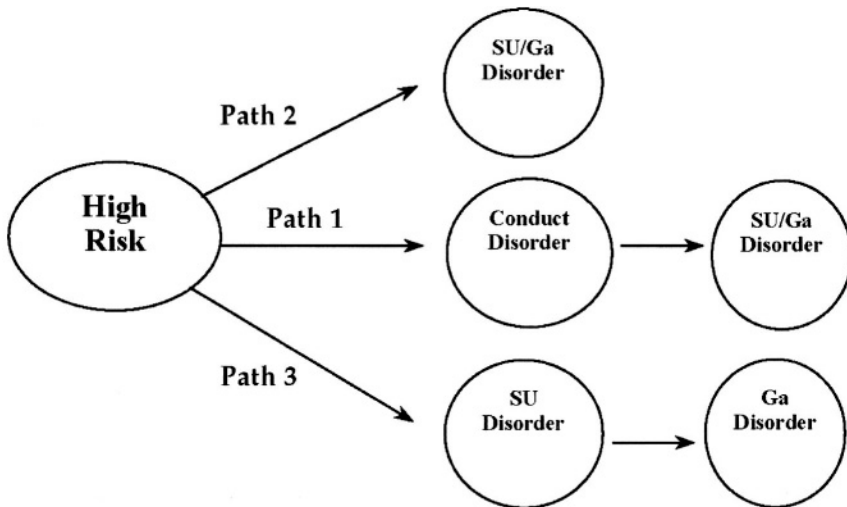 SU/Ga
Disorder
Path 2
High
Risk
Path 1
Conduct
Disorder
SU/Ga
Disorder
Path 3
SU
Disorder
Ga
Disorder